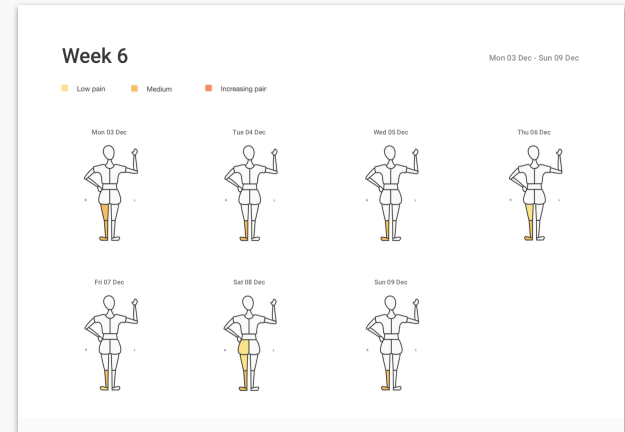 Week 6
Mon 03 Dec - Sun 09 Dec
Low pain
Medium
Increasing pain
Mon 03 Dec
Tue 04 Dec
Wed 05 Dec
Thu 06 Dec
Fri 07 Dec
Sat 08 Dec
Sun 09 Dec